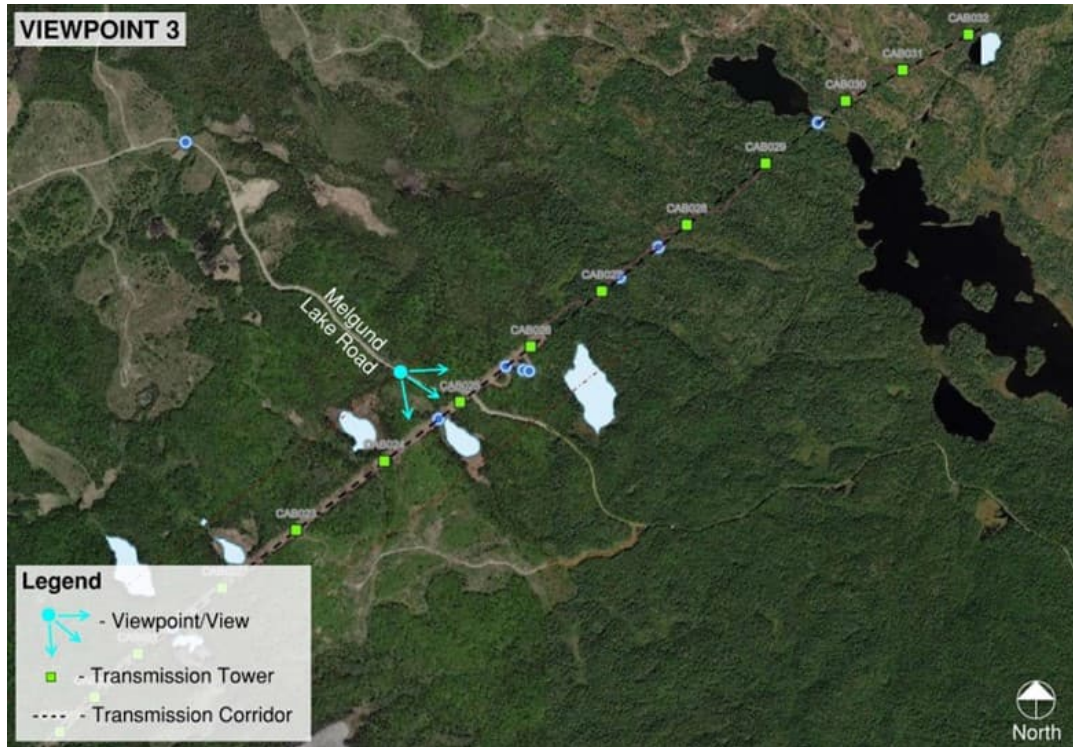 VIEWPOINT 3
CAB032
CAB031
CAB030
CAB029
CAB028
CAB027
CAB026
Melgund
Lake Road
CAB025
CAB024
CAB023
Legend
- Viewpoint/View
- Transmission Tower
- Transmission Corridor
North